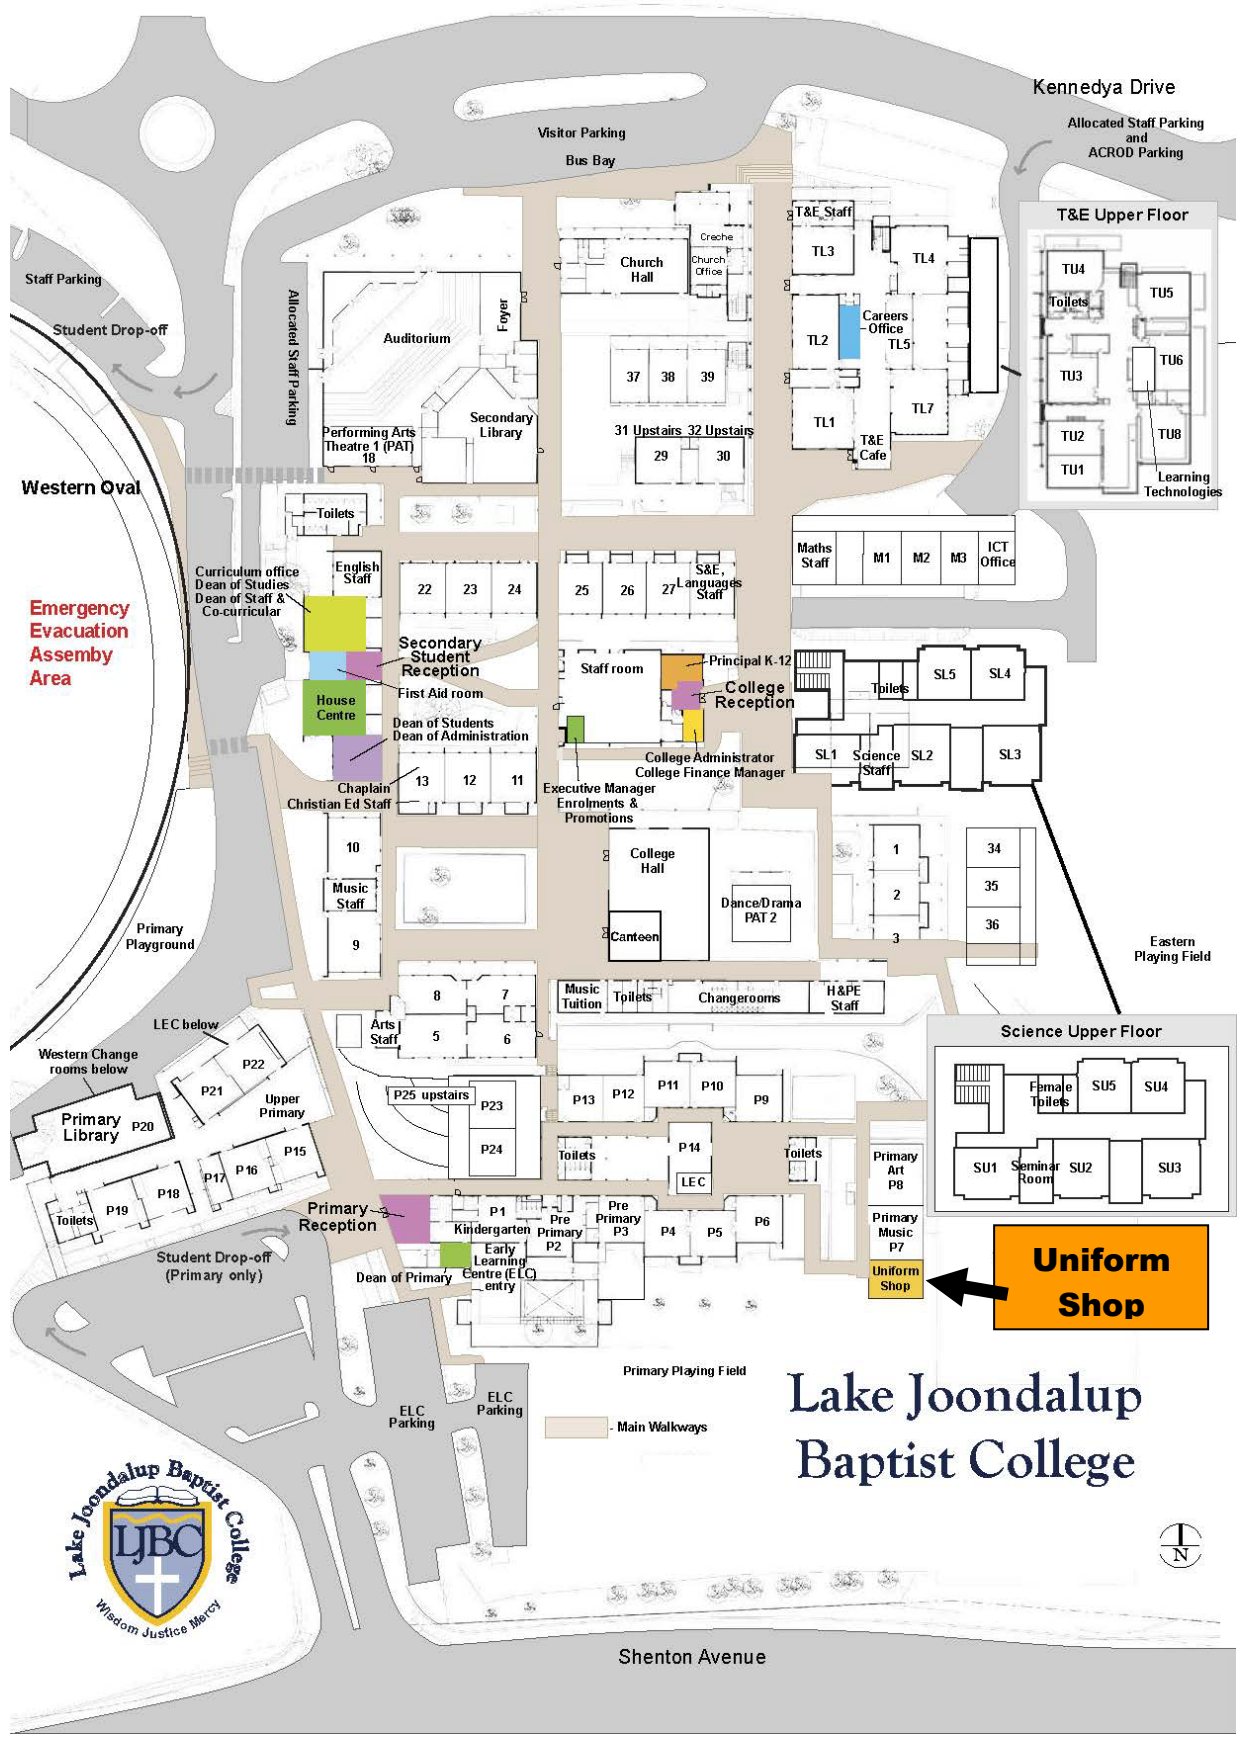 Kennedya Drive
Visitor Parking
Bus Bay
Allocated Staff Parking
and
ACROD Parking
T&E Upper Floor
TU4
Toilets
TU5
TU6
TU3
TU2
TU8
TU1
Learning
Technologies
T&E Staff
TL3
TL4
Creche
Church
Office
Church
Hall
Careers
Office
TL2
TL5
TL1
TL7
T&E
Cafe
Staff Parking
Student Drop-off
Allocated Staff Parking
Auditorium
Foyer
Secondary
Library
Performing Arts
Theatre 1 (PAT)
18
37
38
39
31 Upstairs
32 Upstairs
29
30
Western Oval
Toilets
English
Staff
Curriculum office
Dean of Studies
Dean of Staff &
Co-curricular
22
23
24
25
26
27
S&E,
Languages
Staff
Maths
Staff
M1
M2
M3
ICT
Office
Emergency
Evacuation
Assemby
Area
Secondary
Student
Reception
First Aid room
House
Centre
Dean of Students
Dean of Administration
Staff room
Principal K-12
College
Reception
College Administrator
College Finance Manager
Executive Manager
Enrolments &
Promotions
Toilets
SL5
SL4
SL1
Science
Staff
SL2
SL3
Chaplain
Christian Ed Staff
13
12
11
10
Music
Staff
9
College
Hall
Canteen
Dance/Drama
PAT 2
1
2
3
34
35
36
Primary
Playground
Eastern
Playing Field
8
7
Arts
Staff
5
6
Music
Tuition
Toilets
Changerooms
H&PE
Staff
LEC below
Western Change
rooms below
P22
P21
Upper
Primary
Primary
Library
P20
P15
P16
P17
P18
P19
Toilets
P25 upstairs
P23
P24
P13
P12
P11
P10
P9
Toilets
P14
LEC
Toilets
Primary
Art
P8
Primary
Music
P7
Uniform
Shop
Science Upper Floor
Female
Toilets
SU5
SU4
SU1
Seminar
Room
SU2
SU3
Primary
Reception
P1
Kindergarten
Pre
Primary
P2
Pre
Primary
P3
P4
P5
P6
Early
Learning
Centre (ELC)
entry
Dean of Primary
Student Drop-off
(Primary only)
Uniform
Shop
Primary Playing Field
ELC
Parking
ELC
Parking
- Main Walkways
Lake Joondalup
Baptist College
Lake Joondalup Baptist College
LJBC
Wisdom Justice Mercy
N
Shenton Avenue